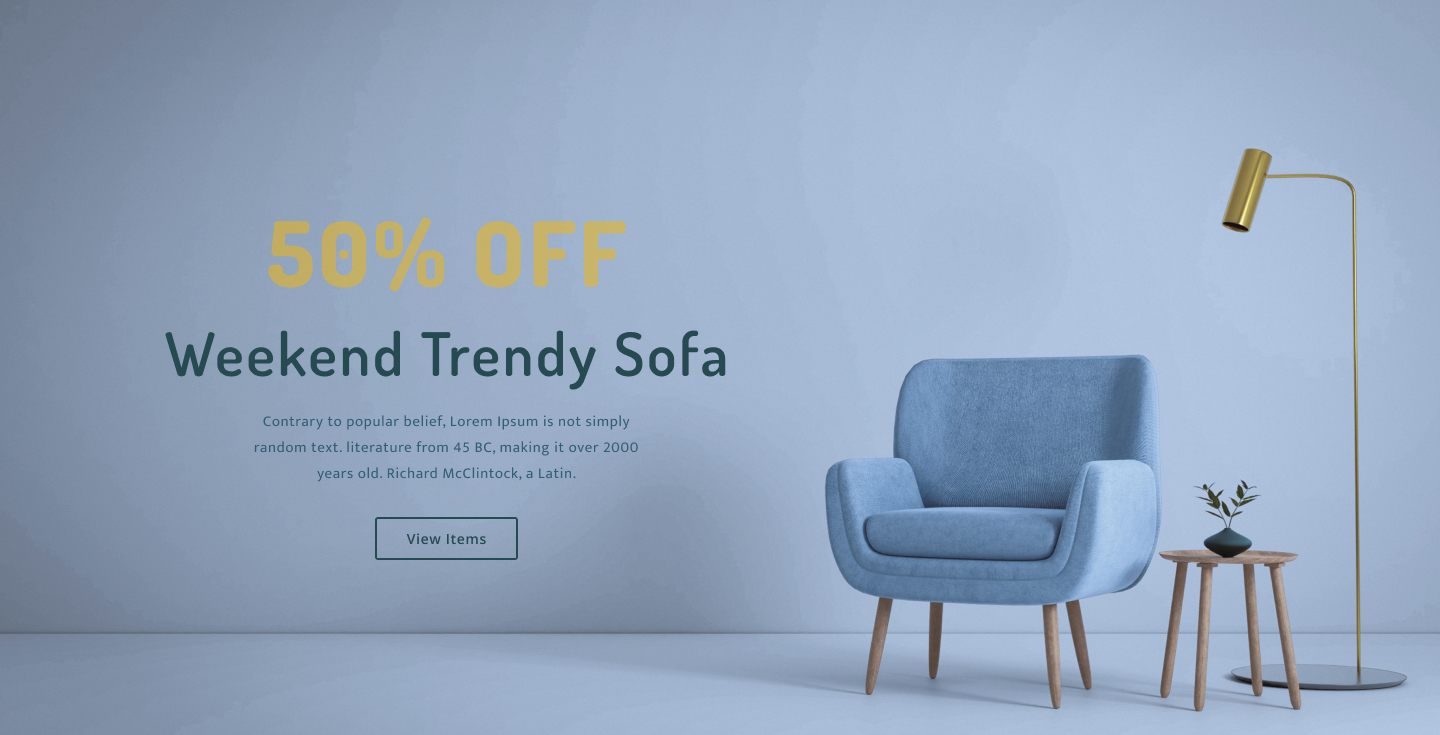 50% OFF
Weekend Trendy Sofa
Contrary to popular belief, Lorem Ipsum is not simply
random text. literature from 45 BC, making it over 2000
years old. Richard McClintock, a Latin.
View Items